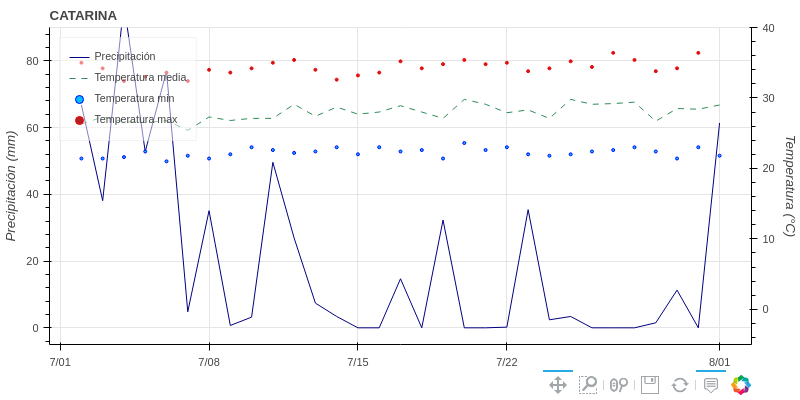 CATARINA
Precipitación
Temperatura media
Temperatura min
Temperatura max
Precipitación (mm)
80
60
40
20
0
Temperatura (°C)
40
30
20
10
0
7/01
7/08
7/15
7/22
8/01